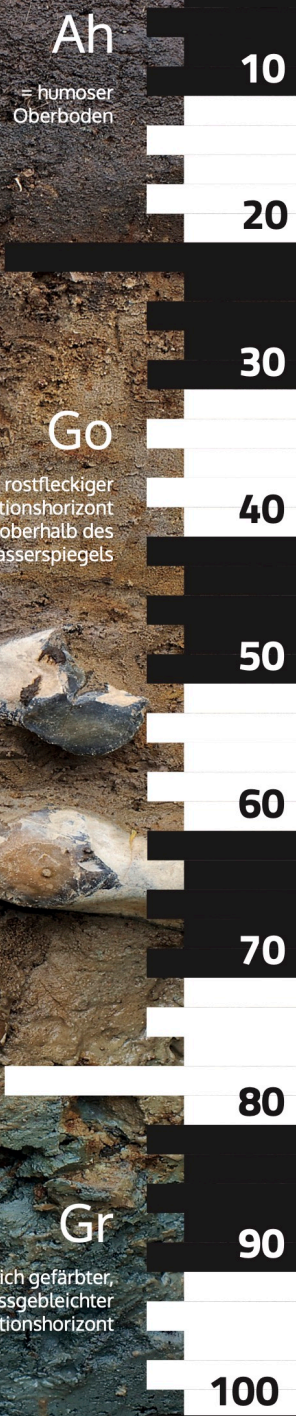 Ah
= humoser
Oberboden
10
20
30
Go
rostfleckiger
tionshorizont
oberhalb des
asserspiegels
40
50
60
70
80
Gr
90
ich gefärbter,
ssgebleichter
tionshorizont
100